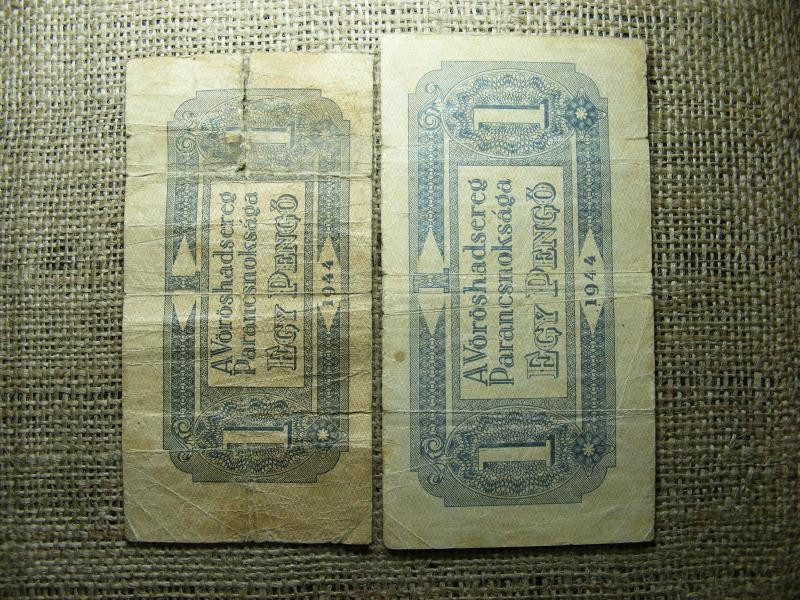 1
I
A Vöröshadsereg
Parancsnoksága
EGY PENGŐ
1944
1
1
I
A Vöröshadsereg
Parancsnoksága
EGY PENGŐ
1944
1